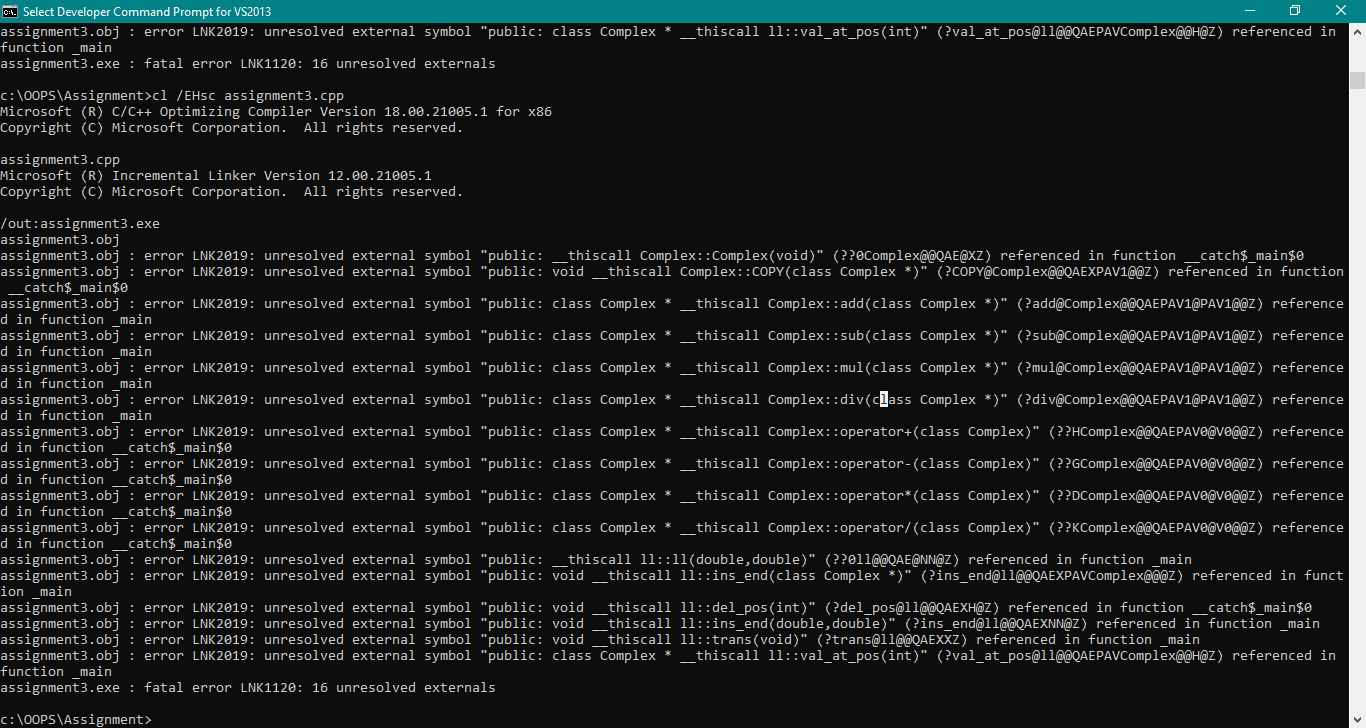 Select Developer Command Prompt for VS2013
assignment3.obj : error LNK2019: unresolved external symbol "public: class Complex * __thiscall ll::val_at_pos(int)" (?val_at_pos@ll@@QAEPAVComplex@@H@Z) referenced in
function _main
assignment3.exe : fatal error LNK1120: 16 unresolved externals
c:\OOPS\Assignment>cl /EHsc assignment3.cpp
Microsoft (R) C/C++ Optimizing Compiler Version 18.00.21005.1 for x86
Copyright (C) Microsoft Corporation.  All rights reserved.
assignment3.cpp
Microsoft (R) Incremental Linker Version 12.00.21005.1
Copyright (C) Microsoft Corporation.  All rights reserved.
/out:assignment3.exe
assignment3.obj
assignment3.obj : error LNK2019: unresolved external symbol "public: __thiscall Complex::Complex(void)" (??0Complex@@QAE@XZ) referenced in function __catch$_main$0
assignment3.obj : error LNK2019: unresolved external symbol "public: void __thiscall Complex::COPY(class Complex *)" (?COPY@Complex@@QAEXPAV1@@Z) referenced in function
 __catch$_main$0
assignment3.obj : error LNK2019: unresolved external symbol "public: class Complex * __thiscall Complex::add(class Complex *)" (?add@Complex@@QAEPAV1@PAV1@@Z) reference
d in function _main
assignment3.obj : error LNK2019: unresolved external symbol "public: class Complex * __thiscall Complex::sub(class Complex *)" (?sub@Complex@@QAEPAV1@PAV1@@Z) reference
d in function _main
assignment3.obj : error LNK2019: unresolved external symbol "public: class Complex * __thiscall Complex::mul(class Complex *)" (?mul@Complex@@QAEPAV1@PAV1@@Z) reference
d in function _main
assignment3.obj : error LNK2019: unresolved external symbol "public: class Complex * __thiscall Complex::div(class Complex *)" (?div@Complex@@QAEPAV1@PAV1@@Z) reference
d in function _main
assignment3.obj : error LNK2019: unresolved external symbol "public: class Complex * __thiscall Complex::operator+(class Complex)" (??HComplex@@QAEPAV0@V0@@Z) reference
d in function __catch$_main$0
assignment3.obj : error LNK2019: unresolved external symbol "public: class Complex * __thiscall Complex::operator-(class Complex)" (??GComplex@@QAEPAV0@V0@@Z) reference
d in function __catch$_main$0
assignment3.obj : error LNK2019: unresolved external symbol "public: class Complex * __thiscall Complex::operator*(class Complex)" (??DComplex@@QAEPAV0@V0@@Z) reference
d in function __catch$_main$0
assignment3.obj : error LNK2019: unresolved external symbol "public: class Complex * __thiscall Complex::operator/(class Complex)" (??KComplex@@QAEPAV0@V0@@Z) reference
d in function __catch$_main$0
assignment3.obj : error LNK2019: unresolved external symbol "public: __thiscall ll::ll(double,double)" (??0ll@@QAE@NN@Z) referenced in function _main
assignment3.obj : error LNK2019: unresolved external symbol "public: void __thiscall ll::ins_end(class Complex *)" (?ins_end@ll@@QAEXPAVComplex@@@Z) referenced in funct
ion _main
assignment3.obj : error LNK2019: unresolved external symbol "public: void __thiscall ll::del_pos(int)" (?del_pos@ll@@QAEXH@Z) referenced in function __catch$_main$0
assignment3.obj : error LNK2019: unresolved external symbol "public: void __thiscall ll::ins_end(double,double)" (?ins_end@ll@@QAEXNN@Z) referenced in function _main
assignment3.obj : error LNK2019: unresolved external symbol "public: void __thiscall ll::trans(void)" (?trans@ll@@QAEXXZ) referenced in function _main
assignment3.obj : error LNK2019: unresolved external symbol "public: class Complex * __thiscall ll::val_at_pos(int)" (?val_at_pos@ll@@QAEPAVComplex@@H@Z) referenced in
function _main
assignment3.exe : fatal error LNK1120: 16 unresolved externals
c:\OOPS\Assignment>